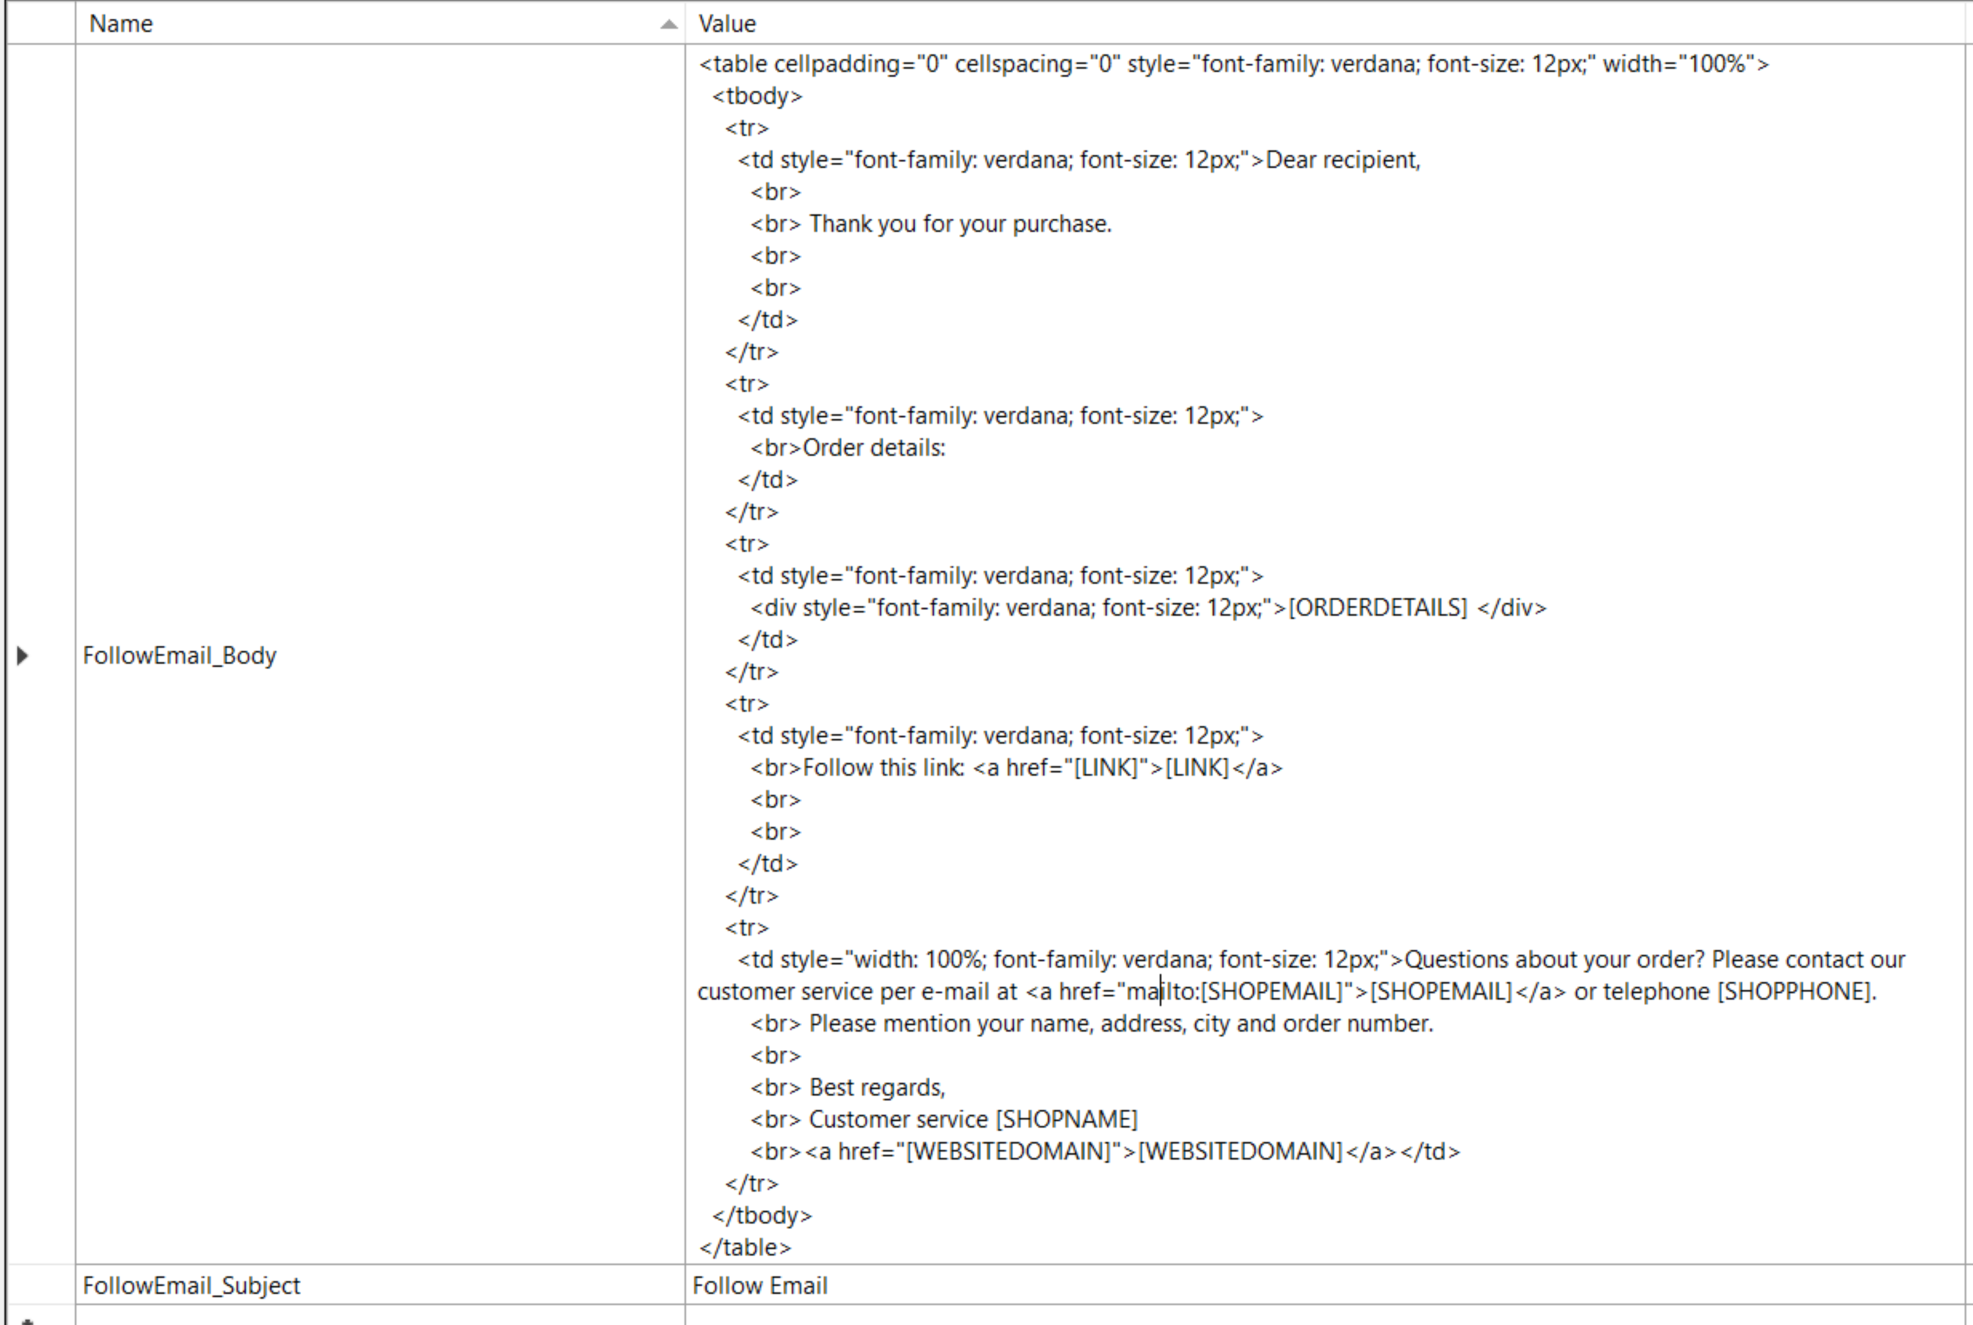 Name Value
<table cellpadding="0" cellspacing="0" style="font-family: verdana; font-size: 12px;" width="100%">
<tbody>
<tr>
<td style="font-family: verdana; font-size: 12px;">Dear recipient,
<br>
<br> Thank you for your purchase.
<br>
<br>
</td>
</tr>
<tr>
<td style="font-family: verdana; font-size: 12px;">
<br>Order details:
</td>
</tr>
<tr>
<td style="font-family: verdana; font-size: 12px;">
<div style="font-family: verdana; font-size: 12px;">[ORDERDETAILS] </div>
</td>
FollowEmail_Body
</tr>
<tr>
<td style="font-family: verdana; font-size: 12px;">
<br>Follow this link: <a href="[LINK]">[LINK]</a>
<br>
<br>
</td>
</tr>
<tr>
<td style="width: 100%; font-family: verdana; font-size: 12px;">Questions about your order? Please contact our
customer service per e-mail at <a href="mailto:[SHOPEMAIL]">[SHOPEMAIL]</a> or telephone [SHOPPHONE].
<br> Please mention your name, address, city and order number.
<br>
<br> Best regards,
<br> Customer service [SHOPNAME]
<br><a href="[WEBSITEDOMAIN]">[WEBSITEDOMAIN]</a></td>
</tr>
</tbody>
</table>
FollowEmail_Subject Follow Email